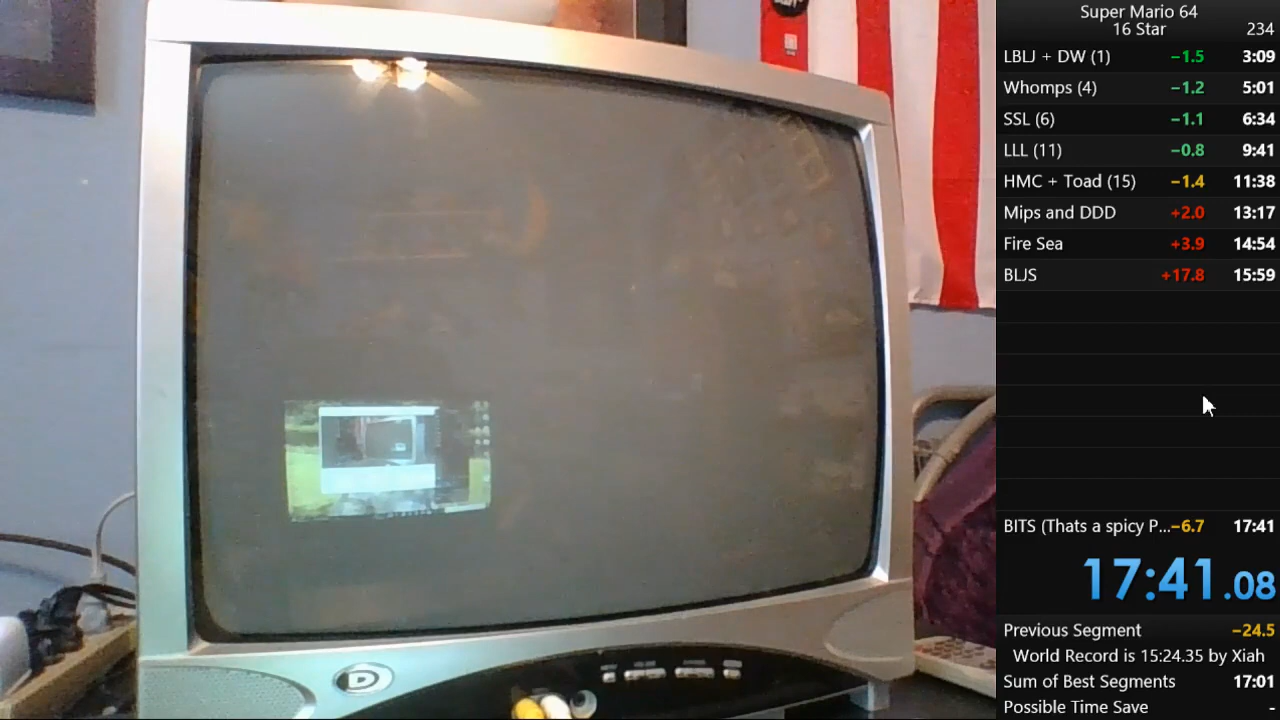 Super Mario 64
16 Star 234
LBLJ + DW (1) −1.5 3:09
Whomps (4) −1.2 5:01
SSL (6) −1.1 6:34
LLL (11) −0.8 9:41
HMC + Toad (15) −1.4 11:38
Mips and DDD +2.0 13:17
Fire Sea +3.9 14:54
BLJS +17.8 15:59
BITS (Thats a spicy P...−6.7 17:41
17:41.08
Previous Segment −24.5
World Record is 15:24.35 by Xiah
Sum of Best Segments 17:01
Possible Time Save -
D